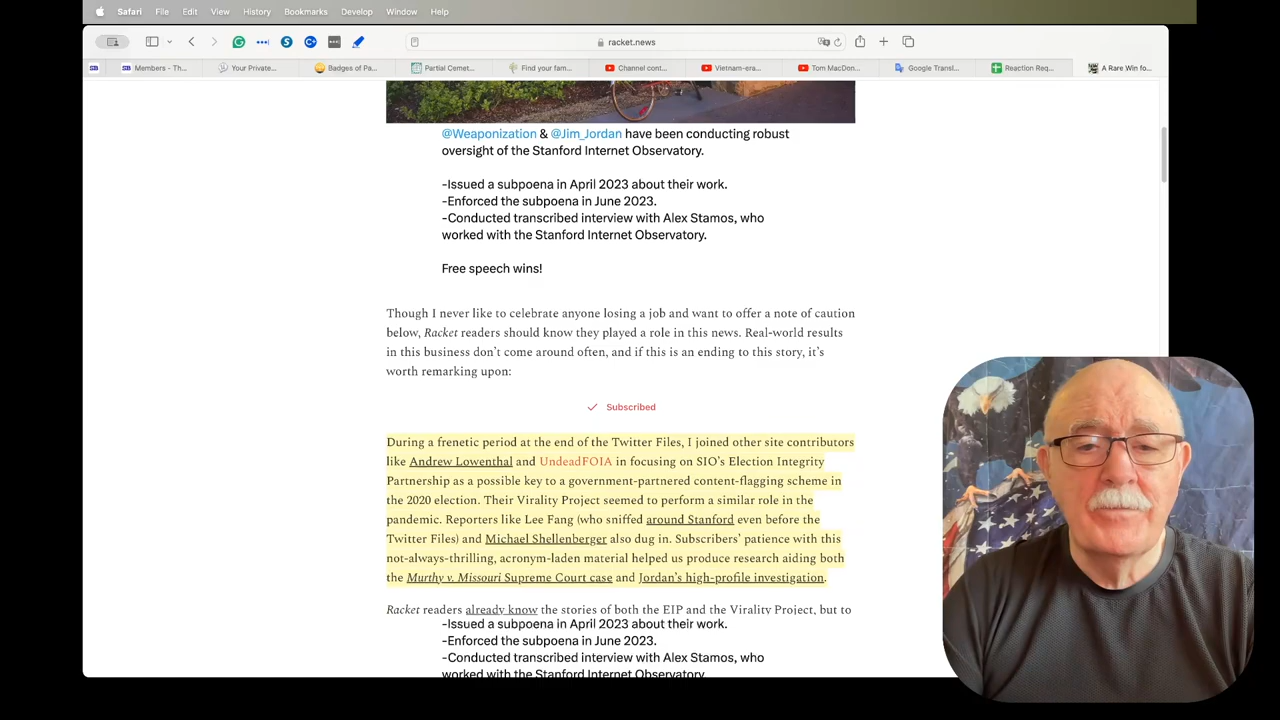 Safari File Edit View History Bookmarks Develop Window Help
racket.news
SB
SB Members - Th...
Your Private...
Badges of Pa...
Partial Cemet...
Find your fam...
Channel cont...
Vietnam-era...
Tom MacDon...
Google Transl...
Reaction Req...
A Rare Win fo...
@Weaponization & @Jim_Jordan have been conducting robust
oversight of the Stanford Internet Observatory.
-Issued a subpoena in April 2023 about their work.
-Enforced the subpoena in June 2023.
-Conducted transcribed interview with Alex Stamos, who
worked with the Stanford Internet Observatory.
Free speech wins!
Though I never like to celebrate anyone losing a job and want to offer a note of caution
below, Racket readers should know they played a role in this news. Real-world results
in this business don't come around often, and if this is an ending to this story, it's
worth remarking upon:
Subscribed
During a frenetic period at the end of the Twitter Files, I joined other site contributors
like Andrew Lowenthal and UndeadFOIA in focusing on SIO's Election Integrity
Partnership as a possible key to a government-partnered content-flagging scheme in
the 2020 election. Their Virality Project seemed to perform a similar role in the
pandemic. Reporters like Lee Fang (who sniffed around Stanford even before the
Twitter Files) and Michael Shellenberger also dug in. Subscribers' patience with this
not-always-thrilling, acronym-laden material helped us produce research aiding both
the Murthy v. Missouri Supreme Court case and Jordan's high-profile investigation.
Racket readers already know the stories of both the EIP and the Virality Project, but to
-Issued a subpoena in April 2023 about their work.
-Enforced the subpoena in June 2023.
-Conducted transcribed interview with Alex Stamos, who
worked with the Stanford Internet Observatory.